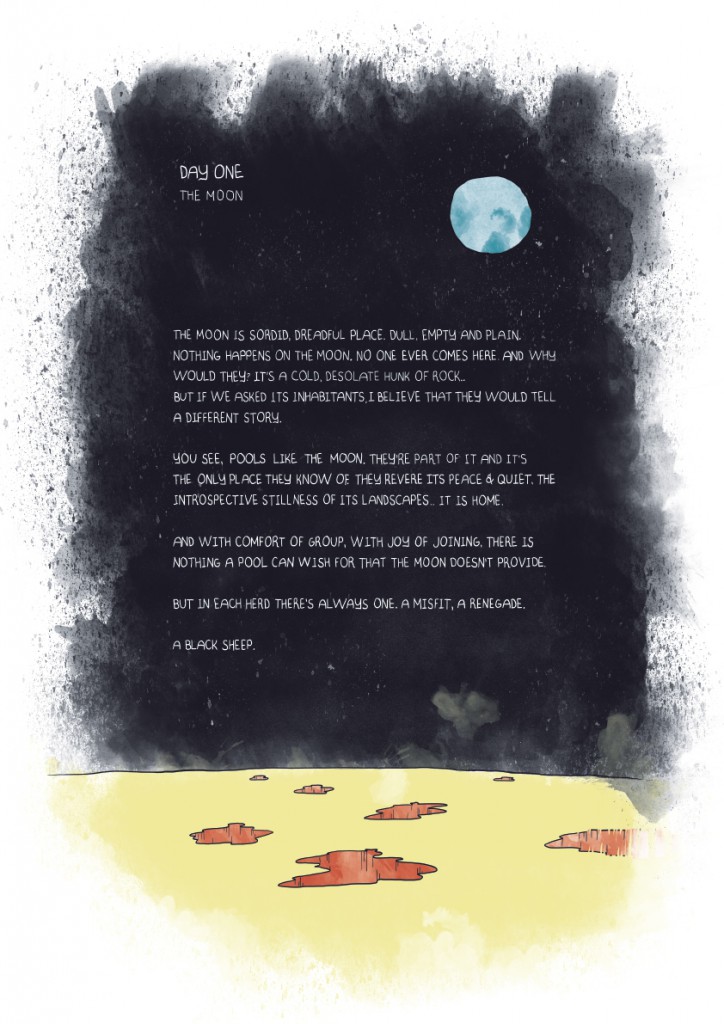 DAY ONE
THE MOON
THE MOON IS SORDID, DREADFUL PLACE. DULL, EMPTY AND PLAIN.
NOTHING HAPPENS ON THE MOON. NO ONE EVER COMES HERE. AND WHY
WOULD THEY? IT'S A COLD, DESOLATE HUNK OF ROCK..
BUT IF WE ASKED ITS INHABITANTS, I BELIEVE THAT THEY WOULD TELL
A DIFFERENT STORY.
YOU SEE, POOLS LIKE THE MOON. THEY'RE PART OF IT AND IT'S
THE ONLY PLACE THEY KNOW OF. THEY REVERE ITS PEACE & QUIET. THE
INTROSPECTIVE STILLNESS OF ITS LANDSCAPES.. IT IS HOME.
AND WITH COMFORT OF GROUP, WITH JOY OF JOINING, THERE IS
NOTHING A POOL CAN WISH FOR THAT THE MOON DOESN'T PROVIDE.
BUT IN EACH HERD THERE'S ALWAYS ONE. A MISFIT, A RENEGADE.
A BLACK SHEEP.